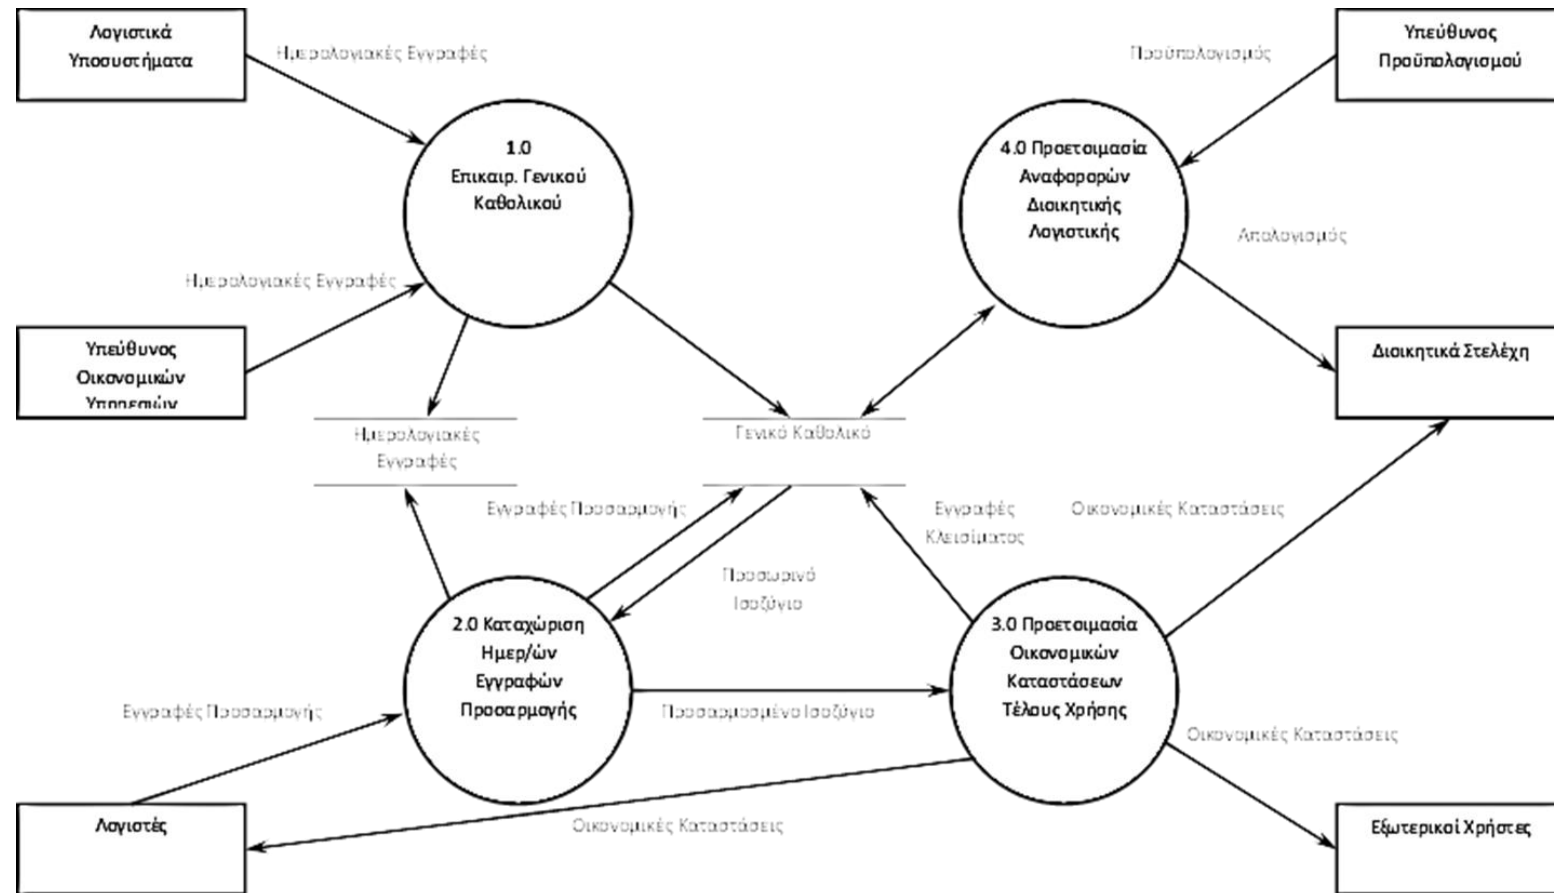 Λογιστικά
Υποσυστήματα
Ημερολογιακές Εγγραφές
Προϋπολογισμός
Υπεύθυνος
Προϋπολογισμού
1.0
Επικαιρ. Γενικού
Καθολικού
4.0 Προετοιμασία
Αναφορορών
Διοικητικής
Λογιστικής
Απολογισμός
Ημερολογιακές Εγγραφές
Υπεύθυνος
Οικονομικών
Υπηρεσιών
Διοικητικά Στελέχη
Ημερολογιακές
Εγγραφές
Γενικό Καθολικό
Εγγραφές Προσαρμογής
Εγγραφές
Κλεισίματος
Οικονομικές Καταστάσεις
Προσωρινό
Ισοζύγιο
2.0 Καταχώριση
Ημερ/ών
Εγγραφών
Προσαρμογής
3.0 Προετοιμασία
Οικονομικών
Καταστάσεων
Τέλους Χρήσης
Εγγραφές Προσαρμογής
Προσαρμοσμένο Ισοζύγιο
Οικονομικές Καταστάσεις
Λογιστές
Οικονομικές Καταστάσεις
Εξωτερικοί Χρήστες